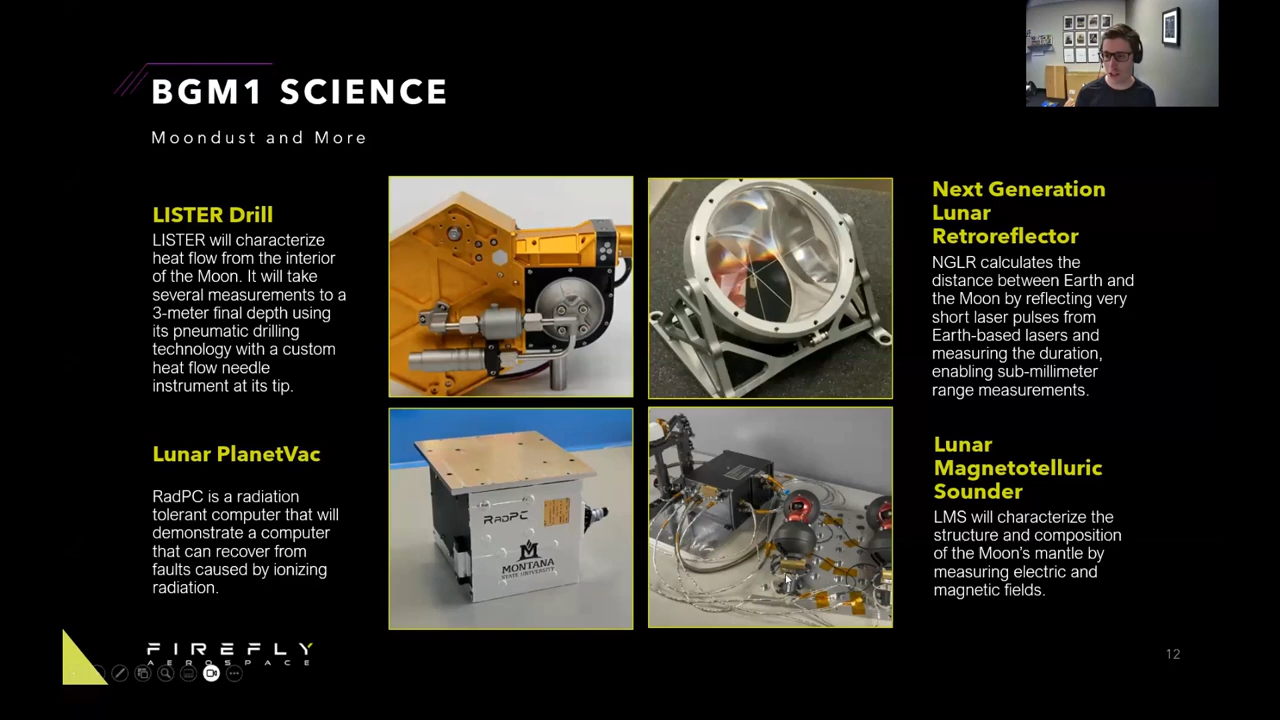 BGM1 SCIENCE
Moondust and More
LISTER Drill
LISTER will characterize
heat flow from the interior
of the Moon. It will take
several measurements to a
3-meter final depth using
its pneumatic drilling
technology with a custom
heat flow needle
instrument at its tip.
Next Generation
Lunar
Retroreflector
NGLR calculates the
distance between Earth and
the Moon by reflecting very
short laser pulses from
Earth-based lasers and
measuring the duration,
enabling sub-millimeter
range measurements.
Lunar PlanetVac
RadPC is a radiation
tolerant computer that will
demonstrate a computer
that can recover from
faults caused by ionizing
radiation.
RADPC
M
MONTANA
STATE UNIVERSITY
Lunar
Magnetotelluric
Sounder
LMS will characterize the
structure and composition
of the Moon's mantle by
measuring electric and
magnetic fields.
FIREFLY
AEROSPACE
12